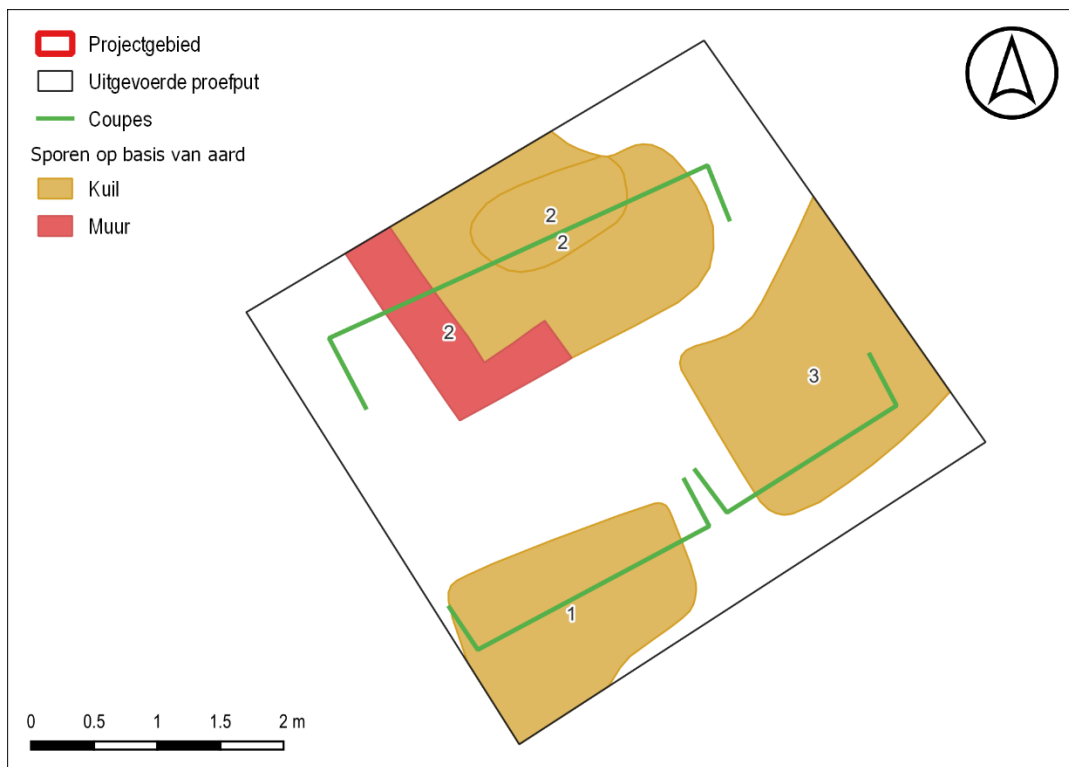 Projectgebied
Uitgevoerde proefput
Coupes
Sporen op basis van aard
Kuil
Muur
2
2
2
3
1
0 0.5 1 1.5 2 m